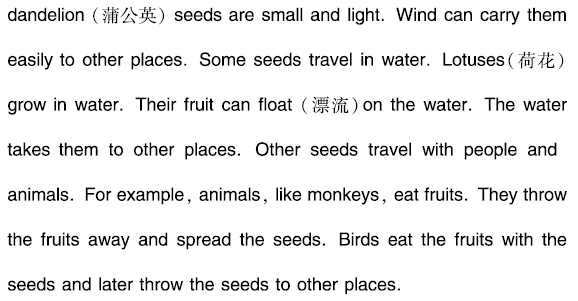 dandelion (蒲公英) seeds are small and light. Wind can carry them
easily to other places. Some seeds travel in water. Lotuses(荷花)
grow in water. Their fruit can float (漂流)on the water. The water
takes them to other places. Other seeds travel with people and
animals. For example, animals, like monkeys, eat fruits. They throw
the fruits away and spread the seeds. Birds eat the fruits with the
seeds and later throw the seeds to other places.